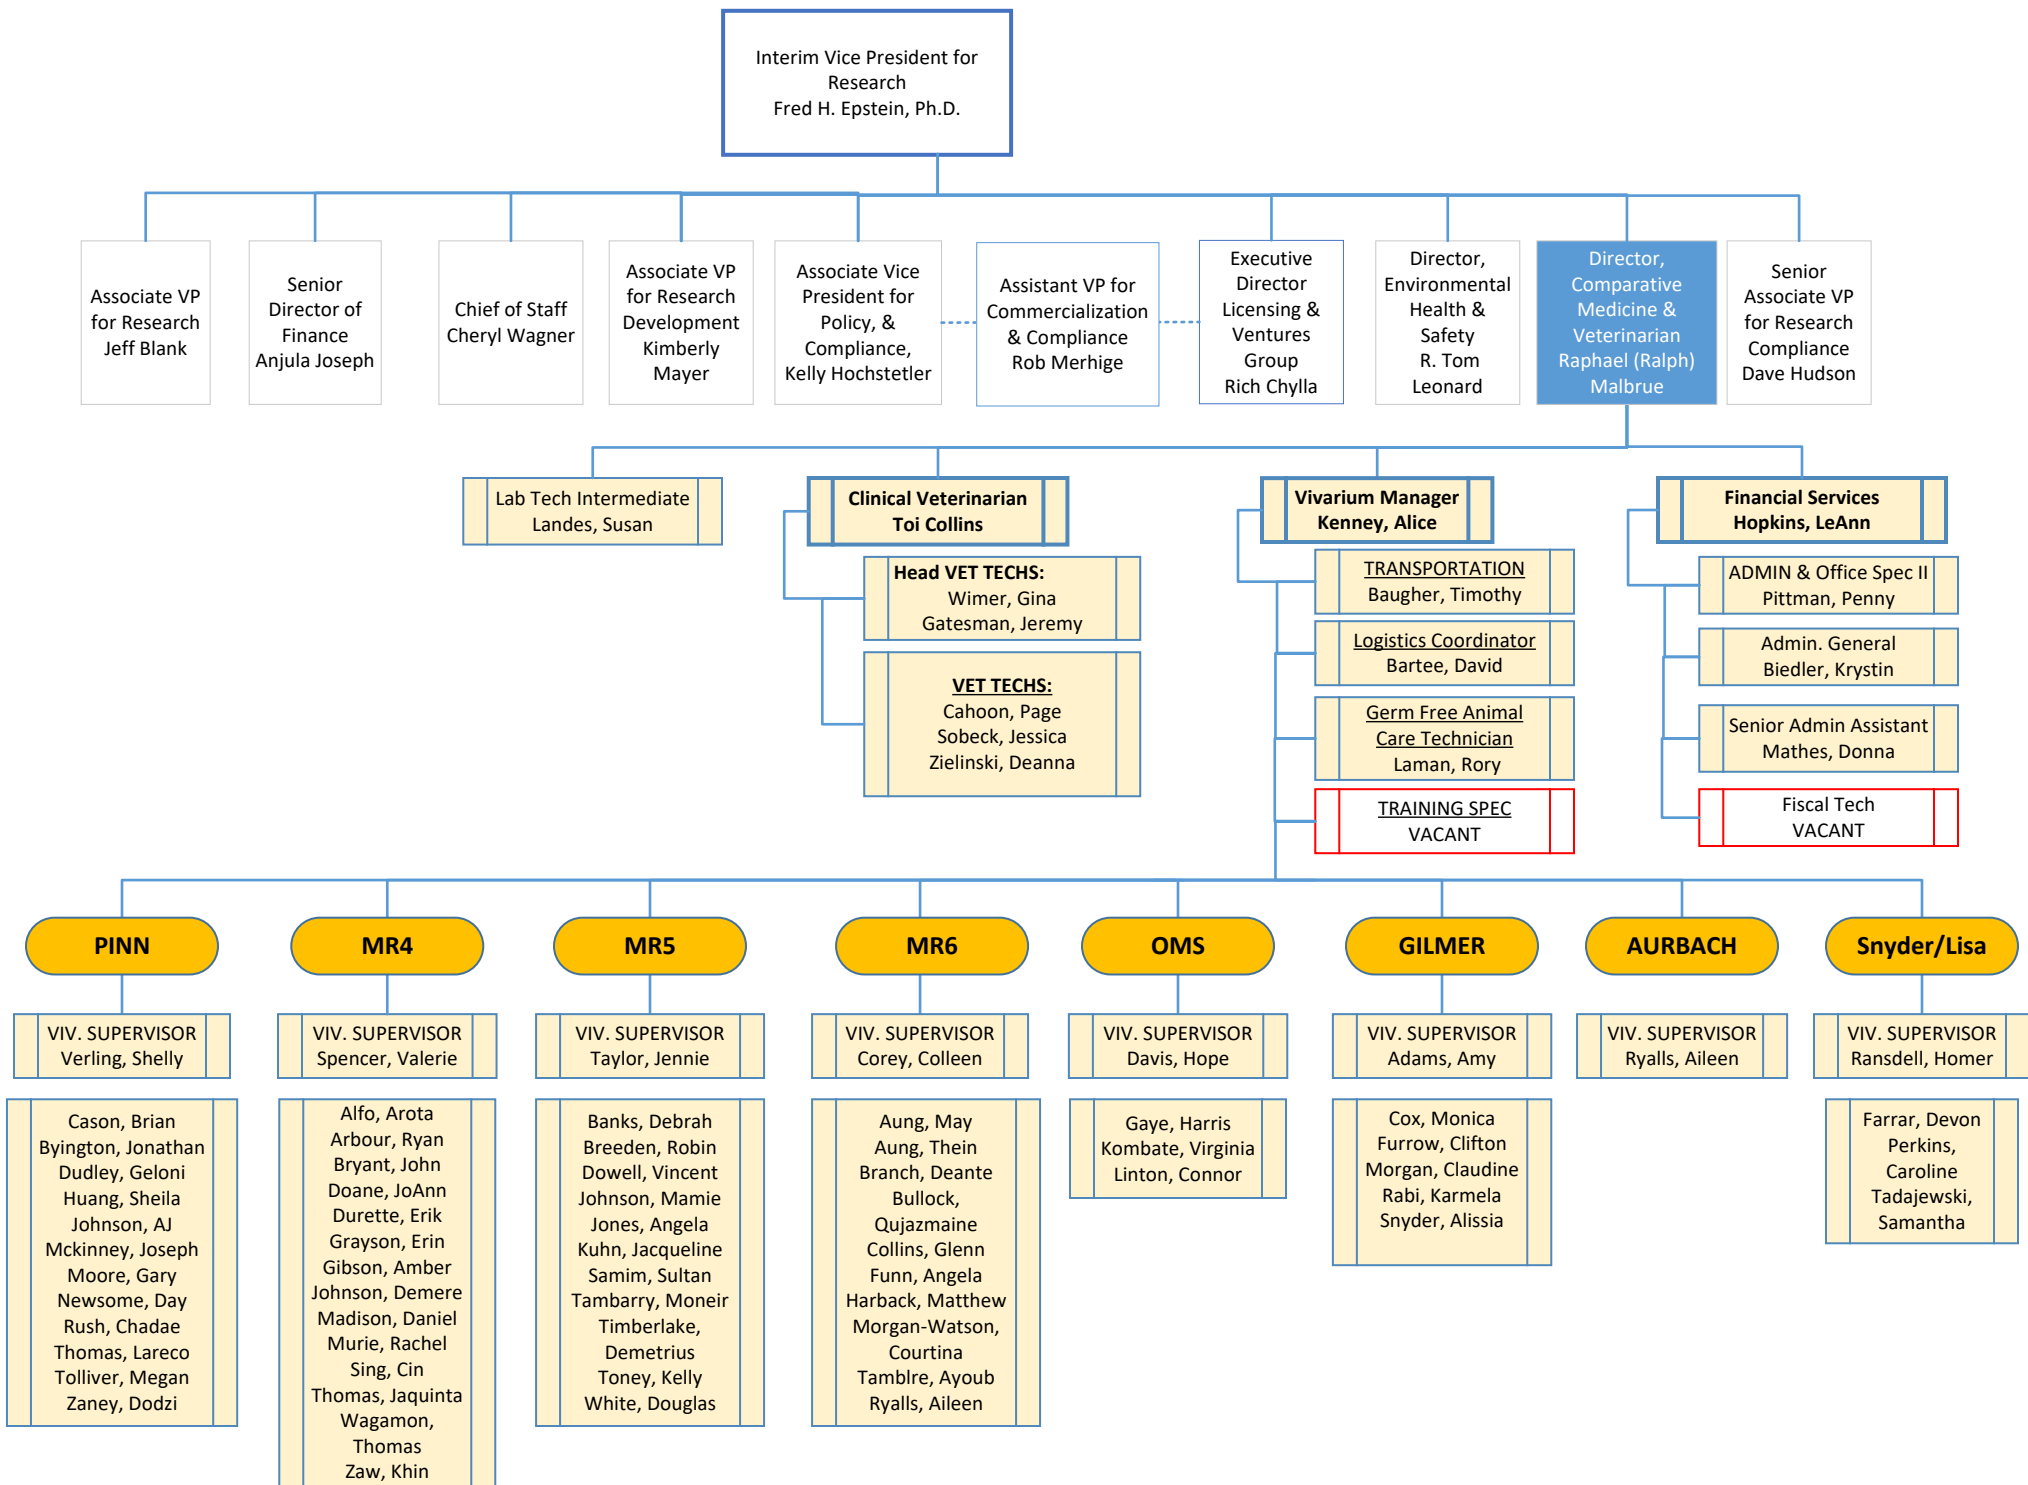 Interim Vice President for
Research
Fred H. Epstein, Ph.D.
Associate VP
for Research
Jeff Blank
Senior
Director of
Finance
Anjula Joseph
Chief of Staff
Cheryl Wagner
Associate VP
for Research
Development
Kimberly
Mayer
Associate Vice
President for
Policy, &
Compliance,
Kelly Hochstetler
Assistant VP for
Commercialization
& Compliance
Rob Merhige
Executive
Director
Licensing &
Ventures
Group
Rich Chylla
Director,
Environmental
Health &
Safety
R. Tom
Leonard
Director,
Comparative
Medicine &
Veterinarian
Raphael (Ralph)
Malbrue
Senior
Associate VP
for Research
Compliance
Dave Hudson
Lab Tech Intermediate
Landes, Susan
Clinical Veterinarian
Toi Collins
Head VET TECHS:
Wimer, Gina
Gatesman, Jeremy
VET TECHS:
Cahoon, Page
Sobeck, Jessica
Zielinski, Deanna
Vivarium Manager
Kenney, Alice
TRANSPORTATION
Baugher, Timothy
Logistics Coordinator
Bartee, David
Germ Free Animal
Care Technician
Laman, Rory
TRAINING SPEC
VACANT
Financial Services
Hopkins, LeAnn
ADMIN & Office Spec II
Pittman, Penny
Admin. General
Biedler, Krystin
Senior Admin Assistant
Mathes, Donna
Fiscal Tech
VACANT
PINN
VIV. SUPERVISOR
Verling, Shelly
Cason, Brian
Byington, Jonathan
Dudley, Geloni
Huang, Sheila
Johnson, AJ
Mckinney, Joseph
Moore, Gary
Newsome, Day
Rush, Chadae
Thomas, Lareco
Tolliver, Megan
Zaney, Dodzi
MR4
VIV. SUPERVISOR
Spencer, Valerie
Alfo, Arota
Arbour, Ryan
Bryant, John
Doane, JoAnn
Durette, Erik
Grayson, Erin
Gibson, Amber
Johnson, Demere
Madison, Daniel
Murie, Rachel
Sing, Cin
Thomas, Jaquinta
Wagamon,
Thomas
Zaw, Khin
MR5
VIV. SUPERVISOR
Taylor, Jennie
Banks, Debrah
Breeden, Robin
Dowell, Vincent
Johnson, Mamie
Jones, Angela
Kuhn, Jacqueline
Samim, Sultan
Tambarry, Moneir
Timberlake,
Demetrius
Toney, Kelly
White, Douglas
MR6
VIV. SUPERVISOR
Corey, Colleen
Aung, May
Aung, Thein
Branch, Deante
Bullock,
Qujazmaine
Collins, Glenn
Funn, Angela
Harback, Matthew
Morgan-Watson,
Courtina
Tamblre, Ayoub
Ryalls, Aileen
OMS
VIV. SUPERVISOR
Davis, Hope
Gaye, Harris
Kombate, Virginia
Linton, Connor
GILMER
VIV. SUPERVISOR
Adams, Amy
Cox, Monica
Furrow, Clifton
Morgan, Claudine
Rabi, Karmela
Snyder, Alissia
AURBACH
VIV. SUPERVISOR
Ryalls, Aileen
Snyder/Lisa
VIV. SUPERVISOR
Ransdell, Homer
Farrar, Devon
Perkins,
Caroline
Tadajewski,
Samantha